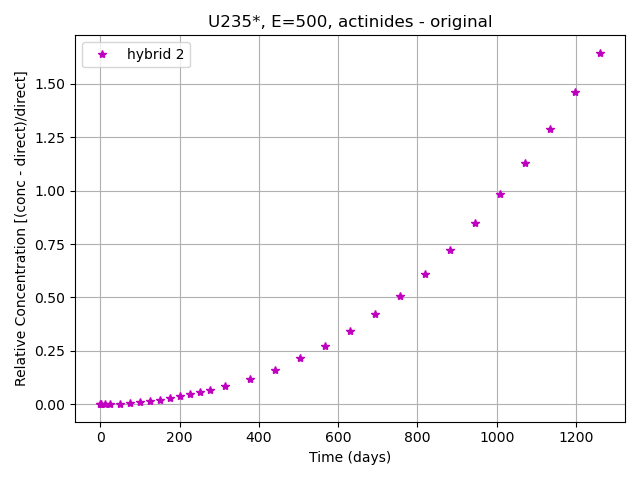 U235*, E=500, actinides - original
hybrid 2
Relative Concentration [(conc - direct)/direct]
1.50
1.25
1.00
0.75
0.50
0.25
0.00
0 200 400 600 800 1000 1200
Time (days)